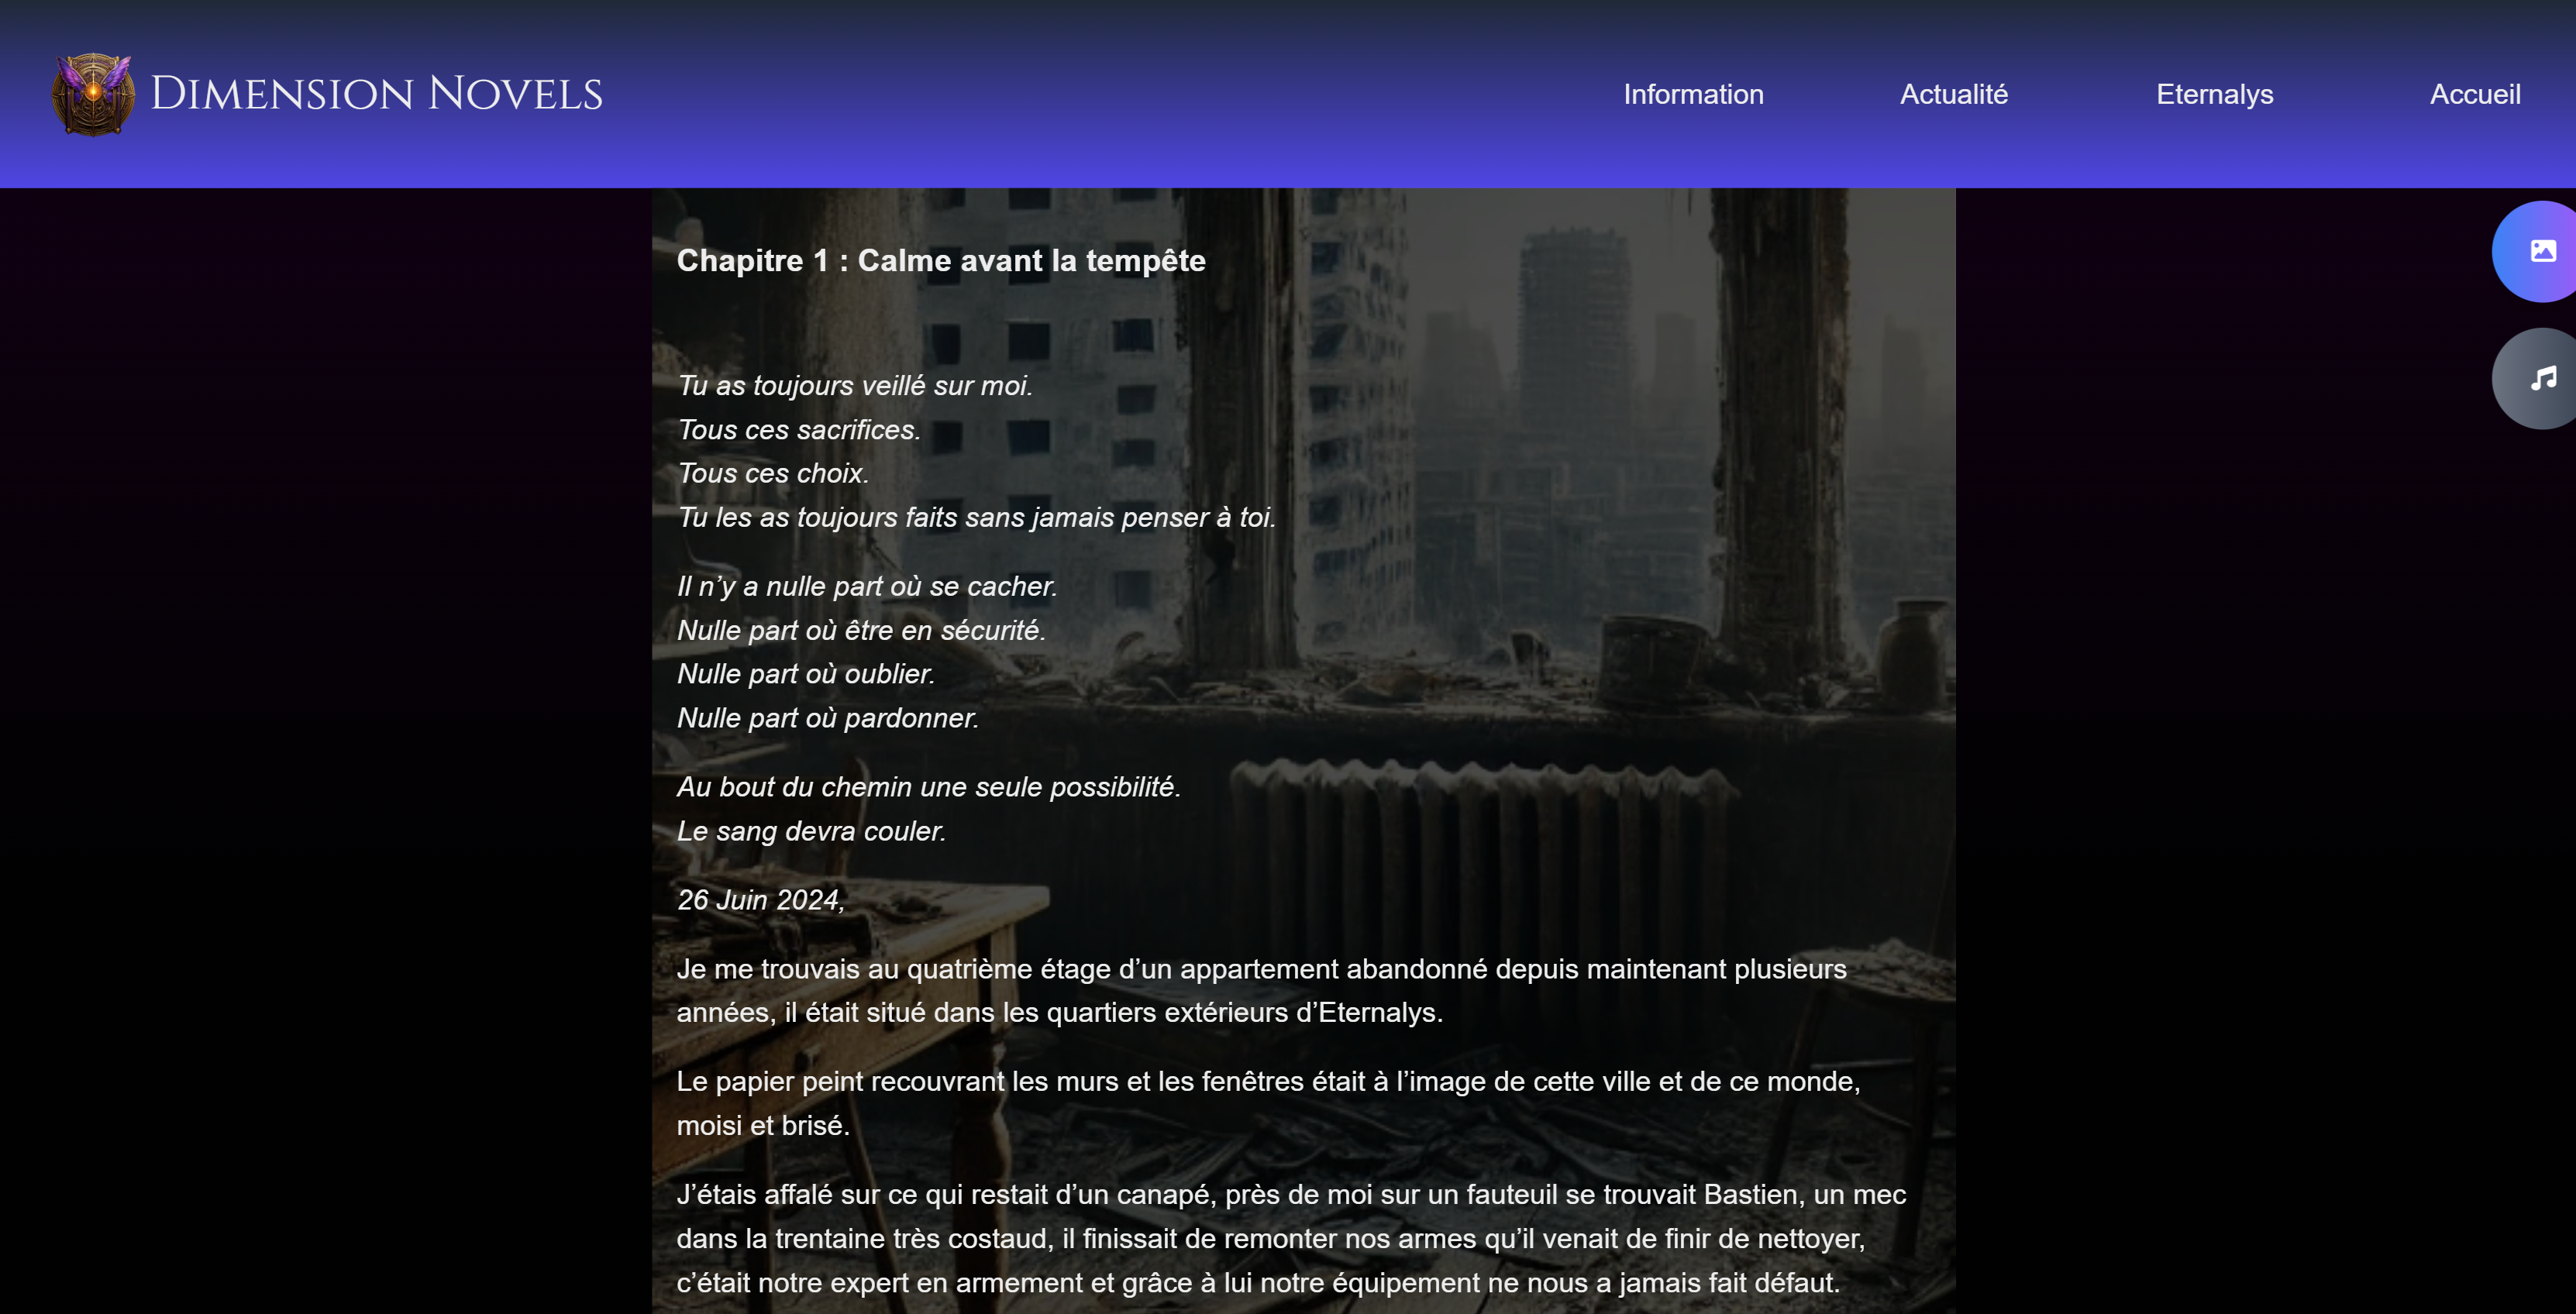 DIMENSION NOVELS
Information
Actualité
Eternalys
Accueil
Chapitre 1 : Calme avant la tempête
Tu as toujours veillé sur moi.
Tous ces sacrifices.
Tous ces choix.
Tu les as toujours faits sans jamais penser à toi.
Il n’y a nulle part où se cacher.
Nulle part où être en sécurité.
Nulle part où oublier.
Nulle part où pardonner.
Au bout du chemin une seule possibilité.
Le sang devra couler.
26 Juin 2024,
Je me trouvais au quatrième étage d’un appartement abandonné depuis maintenant plusieurs
années, il était situé dans les quartiers extérieurs d’Eternalys.
Le papier peint recouvrant les murs et les fenêtres était à l’image de cette ville et de ce monde,
moisi et brisé.
J’étais affalé sur ce qui restait d’un canapé, près de moi sur un fauteuil se trouvait Bastien, un mec
dans la trentaine très costaud, il finissait de remonter nos armes qu’il venait de finir de nettoyer,
c’était notre expert en armement et grâce à lui notre équipement ne nous a jamais fait défaut.